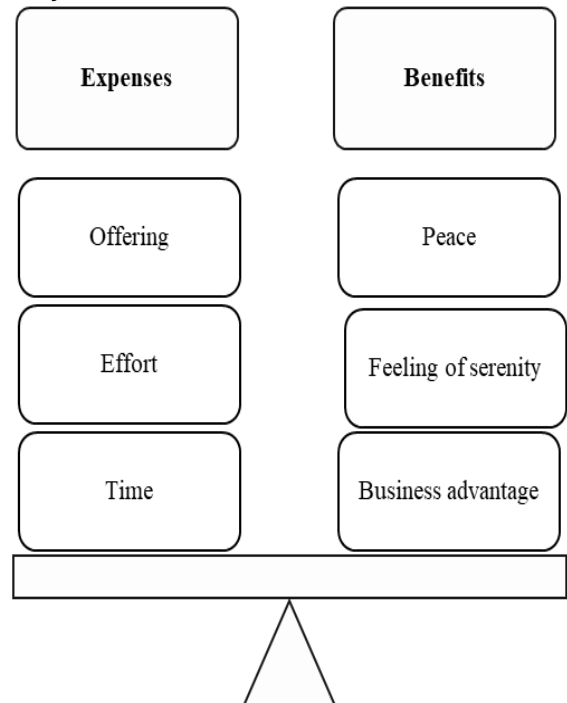 Expenses
Benefits
Offering
Peace
Effort
Feeling of serenity
Time
Business advantage